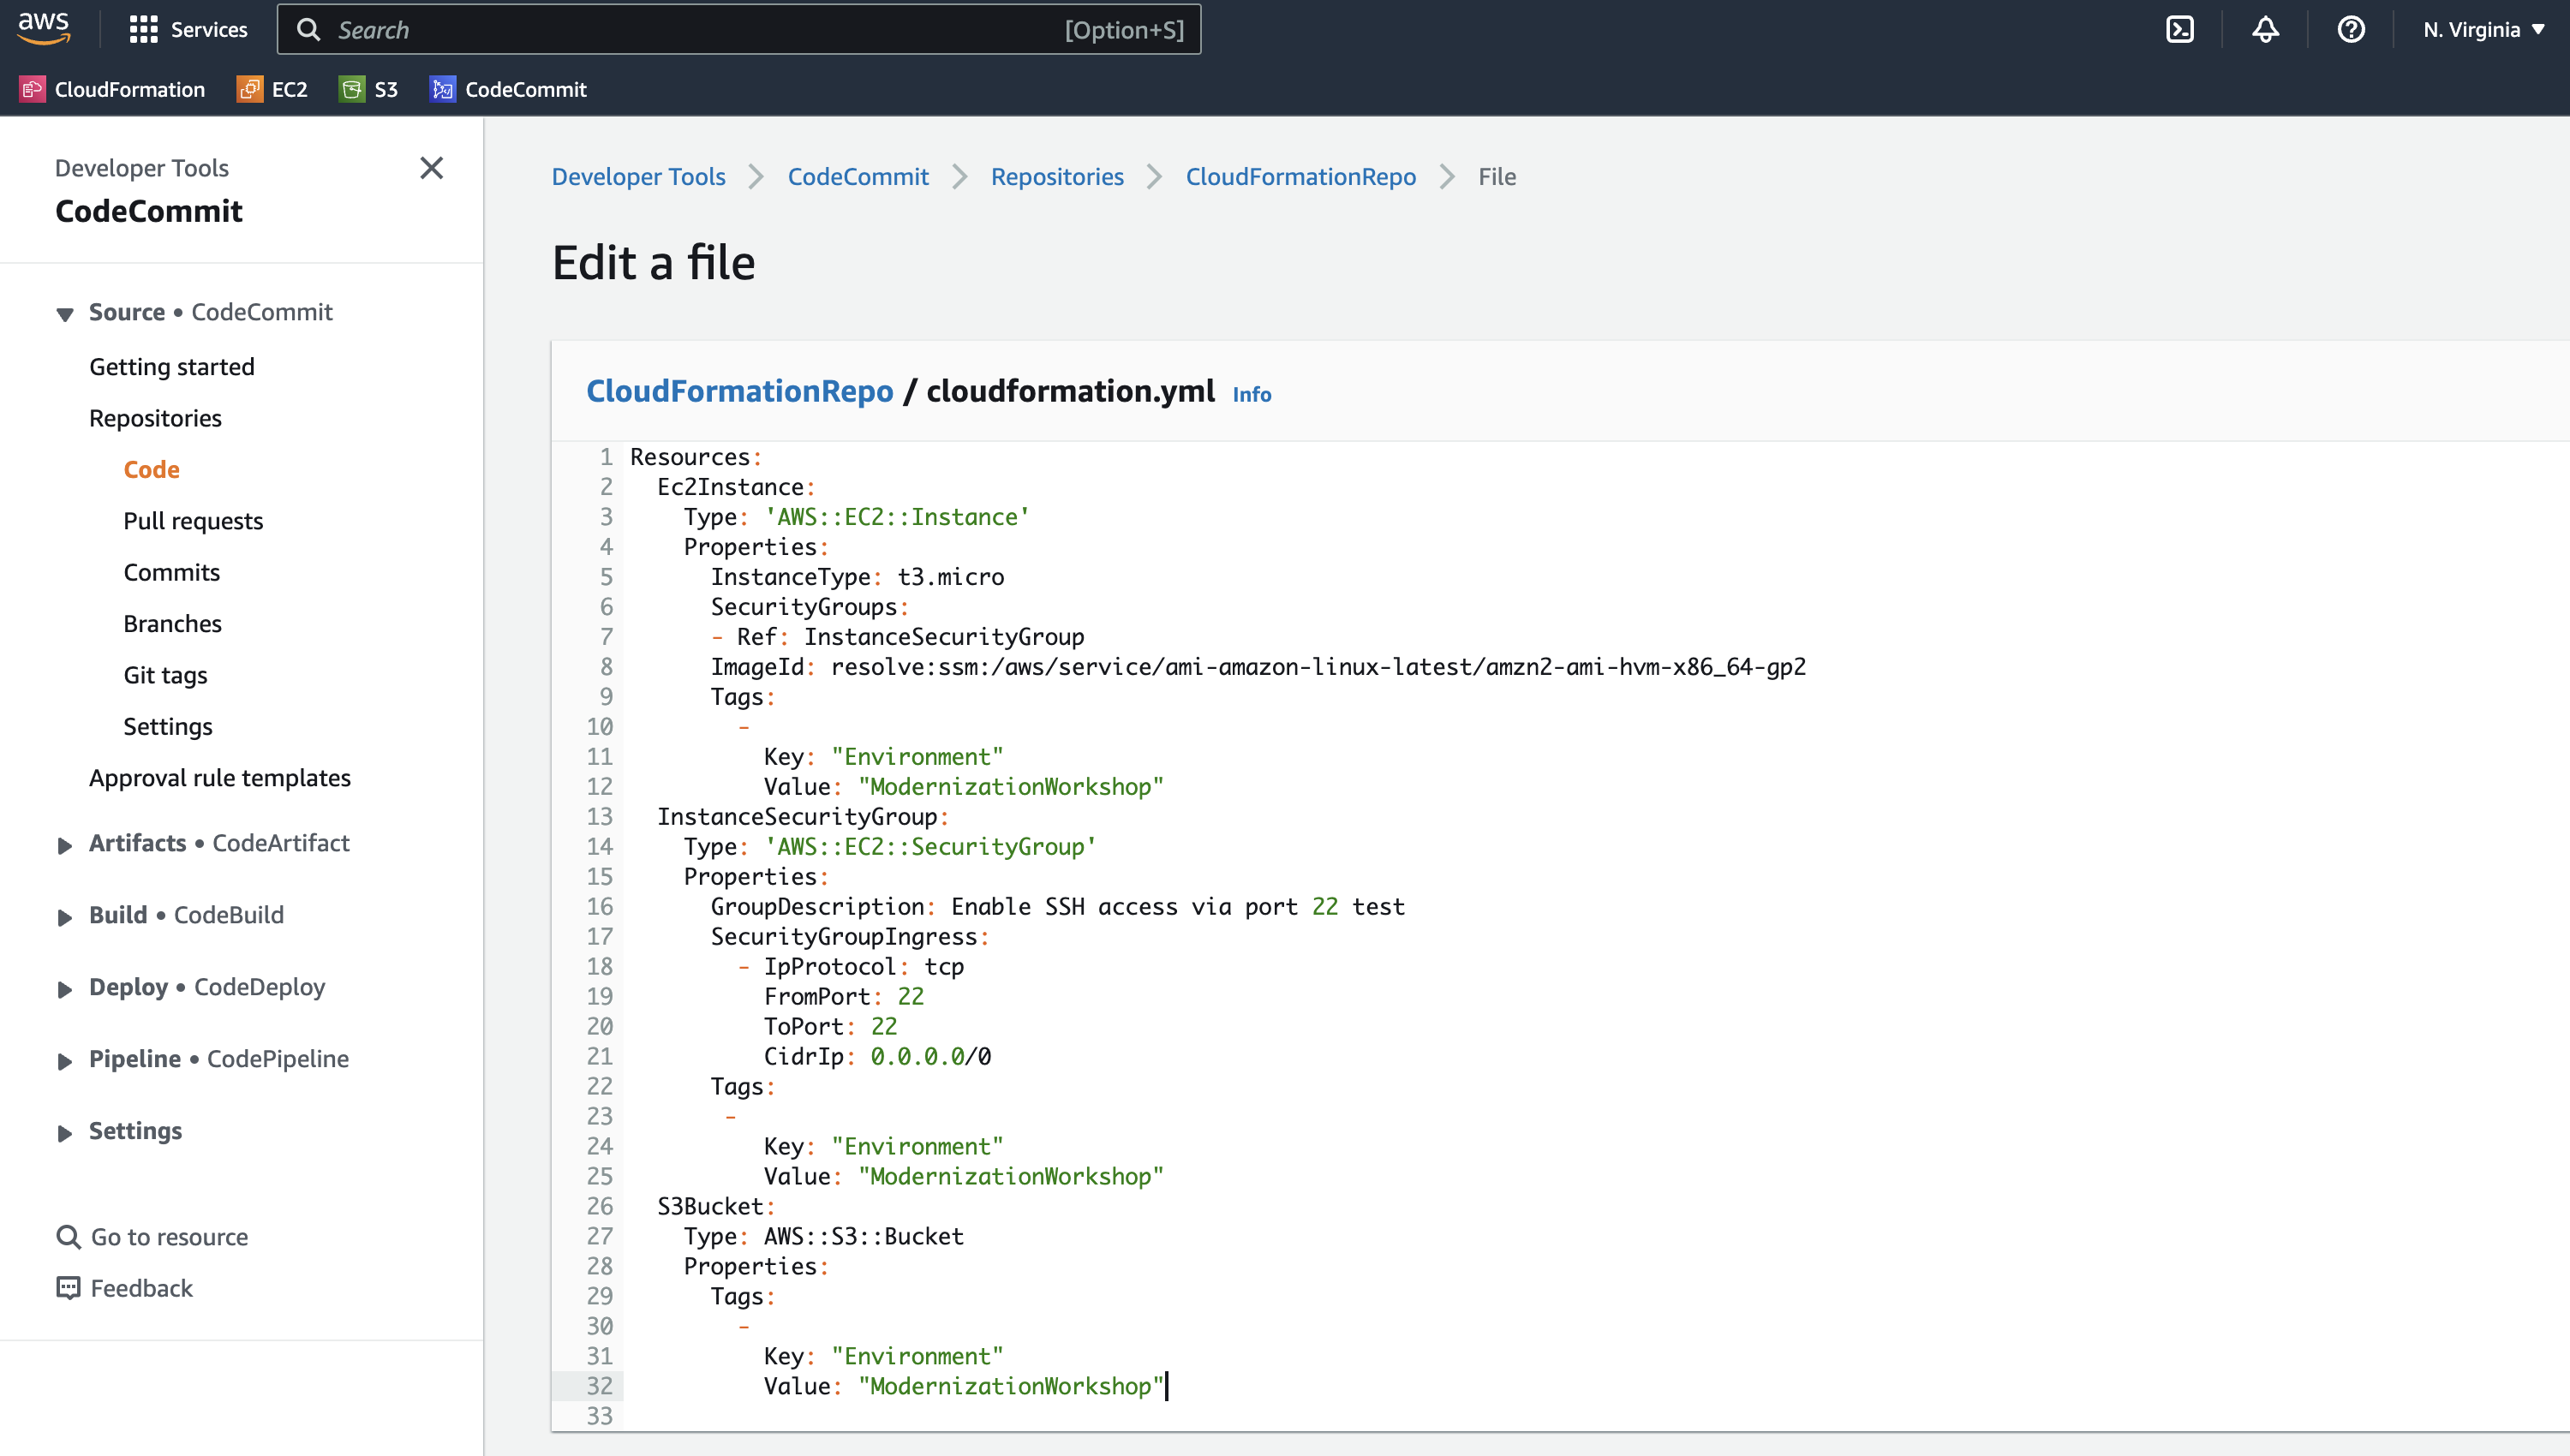 aws Services Search [Option+S] N. Virginia
CloudFormation EC2 S3 CodeCommit
Developer Tools
CodeCommit
Source • CodeCommit
Getting started
Repositories
Code
Pull requests
Commits
Branches
Git tags
Settings
Approval rule templates
Artifacts • CodeArtifact
Build • CodeBuild
Deploy • CodeDeploy
Pipeline • CodePipeline
Settings
Go to resource
Feedback
Developer Tools CodeCommit Repositories CloudFormationRepo File
Edit a file
CloudFormationRepo / cloudformation.yml Info
1 Resources:
2   Ec2Instance:
3     Type: 'AWS::EC2::Instance'
4     Properties:
5       InstanceType: t3.micro
6       SecurityGroups:
7       - Ref: InstanceSecurityGroup
8       ImageId: resolve:ssm:/aws/service/ami-amazon-linux-latest/amzn2-ami-hvm-x86_64-gp2
9       Tags:
10         -
11           Key: "Environment"
12           Value: "ModernizationWorkshop"
13   InstanceSecurityGroup:
14     Type: 'AWS::EC2::SecurityGroup'
15     Properties:
16       GroupDescription: Enable SSH access via port 22 test
17       SecurityGroupIngress:
18         - IpProtocol: tcp
19           FromPort: 22
20           ToPort: 22
21           CidrIp: 0.0.0.0/0
22       Tags:
23        -
24           Key: "Environment"
25           Value: "ModernizationWorkshop"
26   S3Bucket:
27     Type: AWS::S3::Bucket
28     Properties:
29       Tags:
30         -
31           Key: "Environment"
32           Value: "ModernizationWorkshop"
33